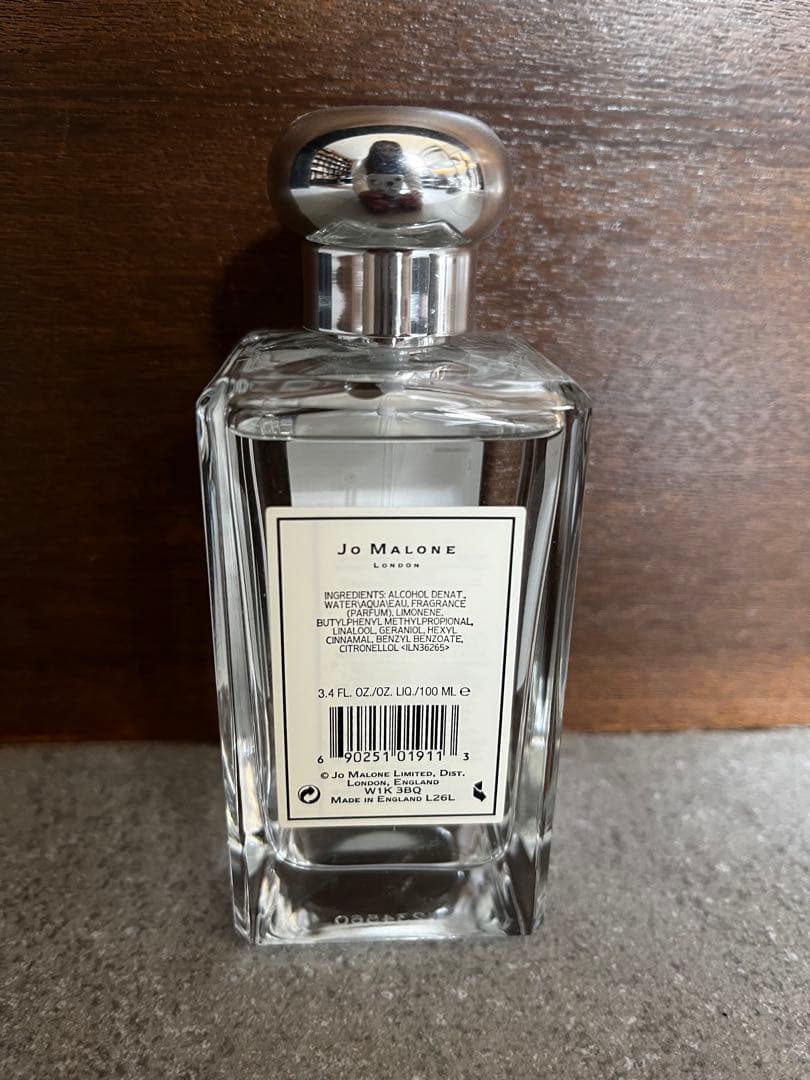 JO MALONE
LONDON
INGREDIENTS: ALCOHOL DENAT.,
WATER\AQUA\EAU, FRAGRANCE
(PARFUM), LIMONENE,
BUTYLPHENYL METHYLPROPIONAL,
LINALOOL, GERANIOL, HEXYL
CINNAMAL, BENZYL BENZOATE,
CITRONELLOL <ILN36265>
3.4 FL. OZ./OZ. LIQ./100 ML ℮
6 90251 01911 3
© JO MALONE LIMITED, DIST.
LONDON, ENGLAND
W1K 3BQ
MADE IN ENGLAND L26L